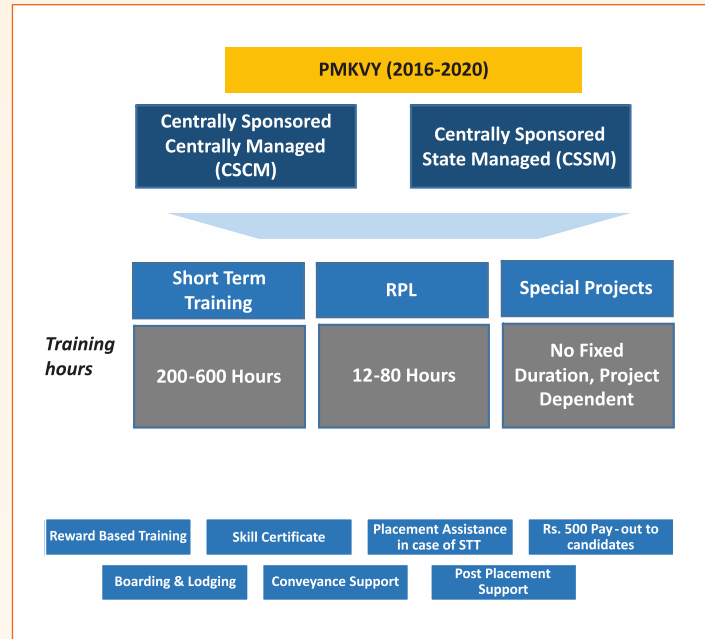 PMKVY (2016-2020)
Centrally Sponsored
Centrally Managed
(CSCM)
Centrally Sponsored
State Managed (CSSM)
Short Term
Training
RPL
Special Projects
Training
hours
200-600 Hours
12-80 Hours
No Fixed
Duration, Project
Dependent
Reward Based Training
Skill Certificate
Placement Assistance
in case of STT
Rs. 500 Pay-out to
candidates
Boarding & Lodging
Conveyance Support
Post Placement
Support